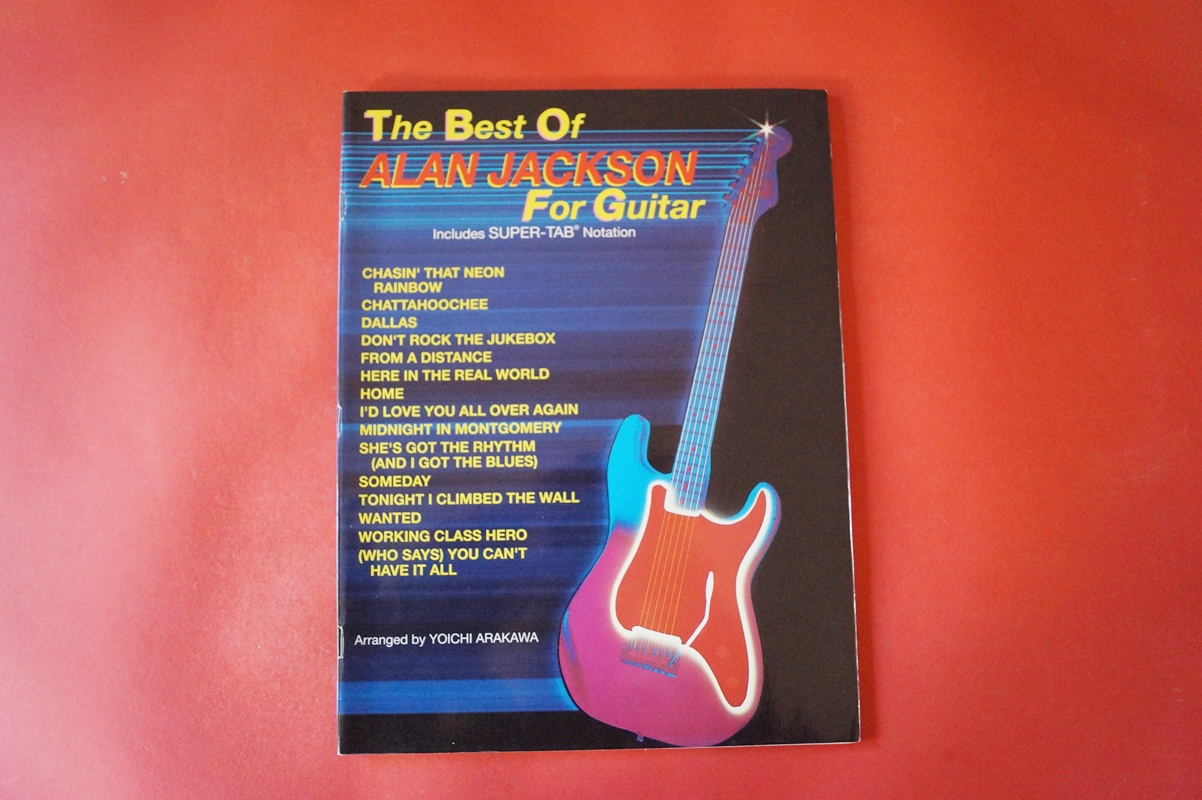 The Best Of
ALAN JACKSON
For Guitar
Includes SUPER-TAB® Notation
CHASIN' THAT NEON
RAINBOW
CHATTAHOOCHEE
DALLAS
DON'T ROCK THE JUKEBOX
FROM A DISTANCE
HERE IN THE REAL WORLD
HOME
I'D LOVE YOU ALL OVER AGAIN
MIDNIGHT IN MONTGOMERY
SHE'S GOT THE RHYTHM
(AND I GOT THE BLUES)
SOMEDAY
TONIGHT I CLIMBED THE WALL
WANTED
WORKING CLASS HERO
(WHO SAYS) YOU CAN'T
HAVE IT ALL
Arranged by YOICHI ARAKAWA